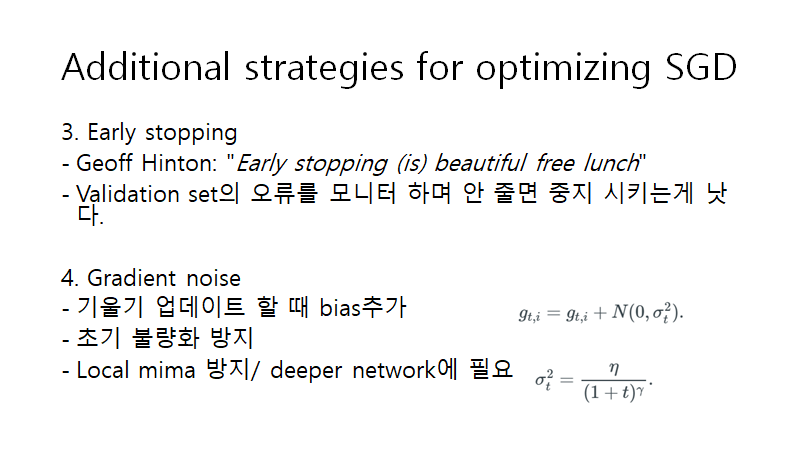 Additional strategies for optimizing SGD
3. Early stopping
- Geoff Hinton: "Early stopping (is) beautiful free lunch"
- Validation set의 오류를 모니터 하며 안 줄면 중지 시키는게 낫
다.
4. Gradient noise
- 기울기 업데이트 할 때 bias추가
- 초기 불량화 방지
- Local mima 방지/ deeper network에 필요
g_{t,i} = g_{t,i} + N(0, σ_t^2).
σ_t^2 = \frac{η}{(1 + t)^γ}.